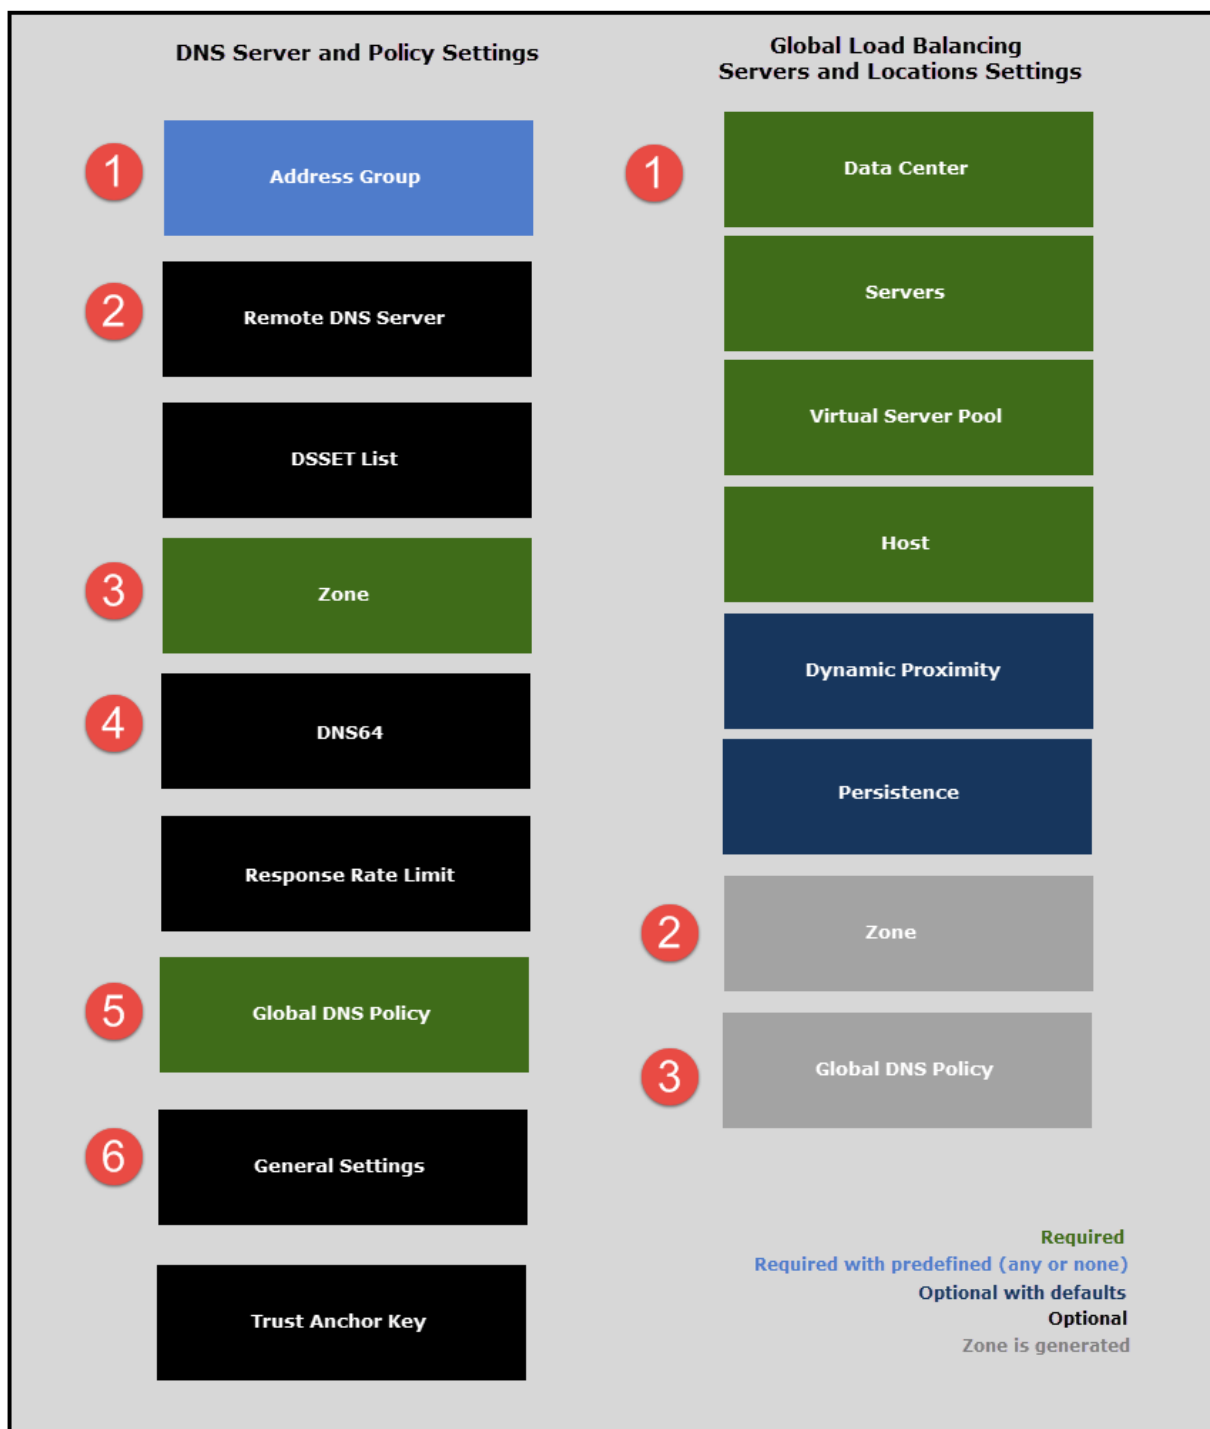 DNS Server and Policy Settings
1
Address Group
2
Remote DNS Server
DSSET List
3
Zone
4
DNS64
Response Rate Limit
5
Global DNS Policy
6
General Settings
Trust Anchor Key
Global Load Balancing
Servers and Locations Settings
1
Data Center
Servers
Virtual Server Pool
Host
Dynamic Proximity
Persistence
2
Zone
3
Global DNS Policy
Required
Required with predefined (any or none)
Optional with defaults
Optional
Zone is generated